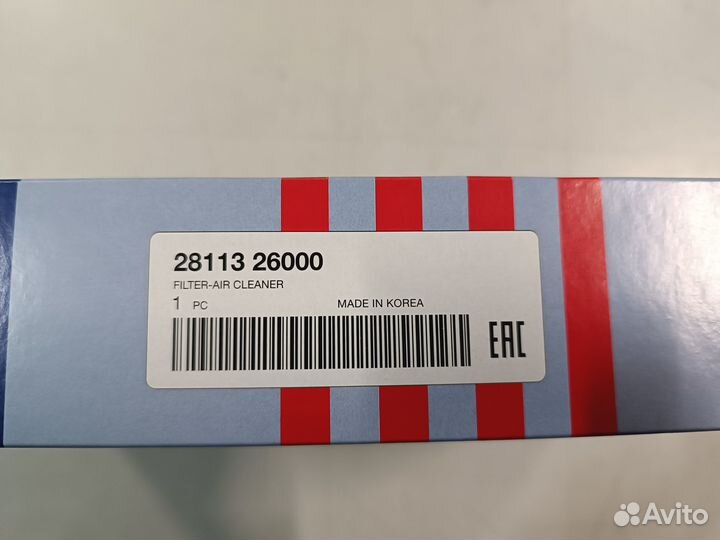 28113 26000
FILTER-AIR CLEANER
1 PC MADE IN KOREA
EAC
Avito